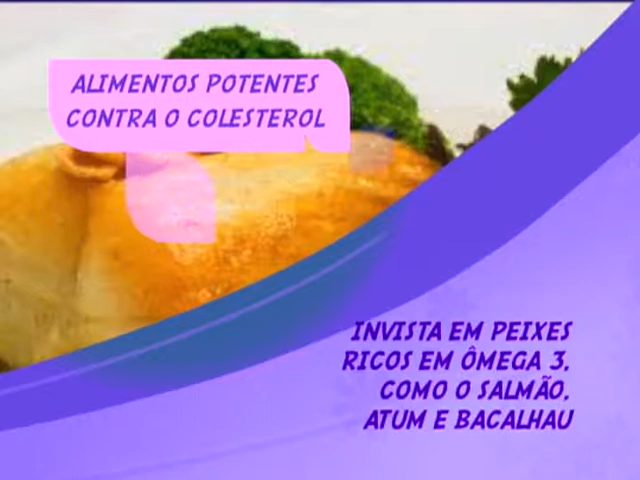 ALIMENTOS POTENTES
CONTRA O COLESTEROL
INVISTA EM PEIXES
RICOS EM ÔMEGA 3,
COMO O SALMÃO,
ATUM E BACALHAU